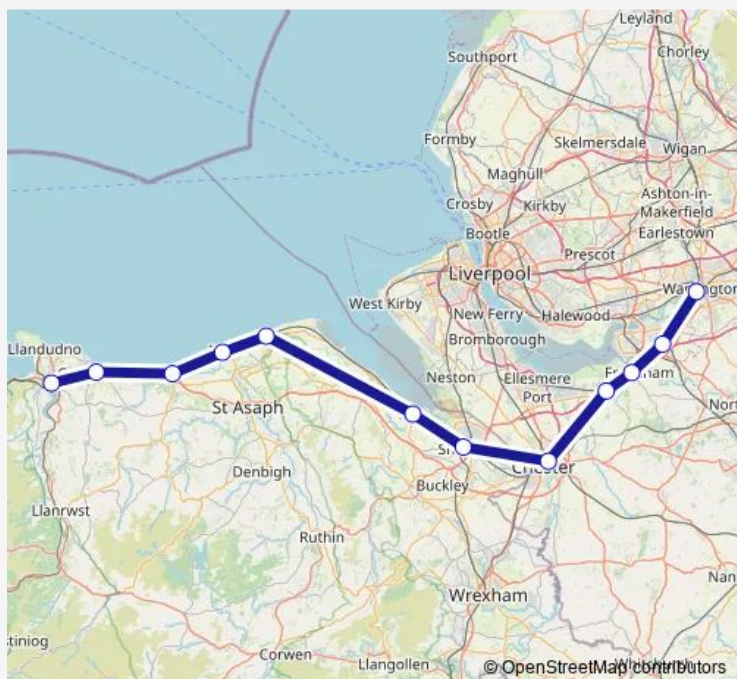 Leyland
Chorley
Southport
Formby
Skelmersdale
Wigan
Maghull
Ashton-in-
Makerfield
Crosby
Kirkby
Earlestown
Bootle
Prescot
Liverpool
West Kirby
New Ferry
Halewood
Bromborough
Llandudno
Neston
Ellesmere
Port
St Asaph
Denbigh
Buckley
Chester
Llanrwst
Ruthin
Wrexham
Corwen
Llangollen
© OpenStreetMap contributors